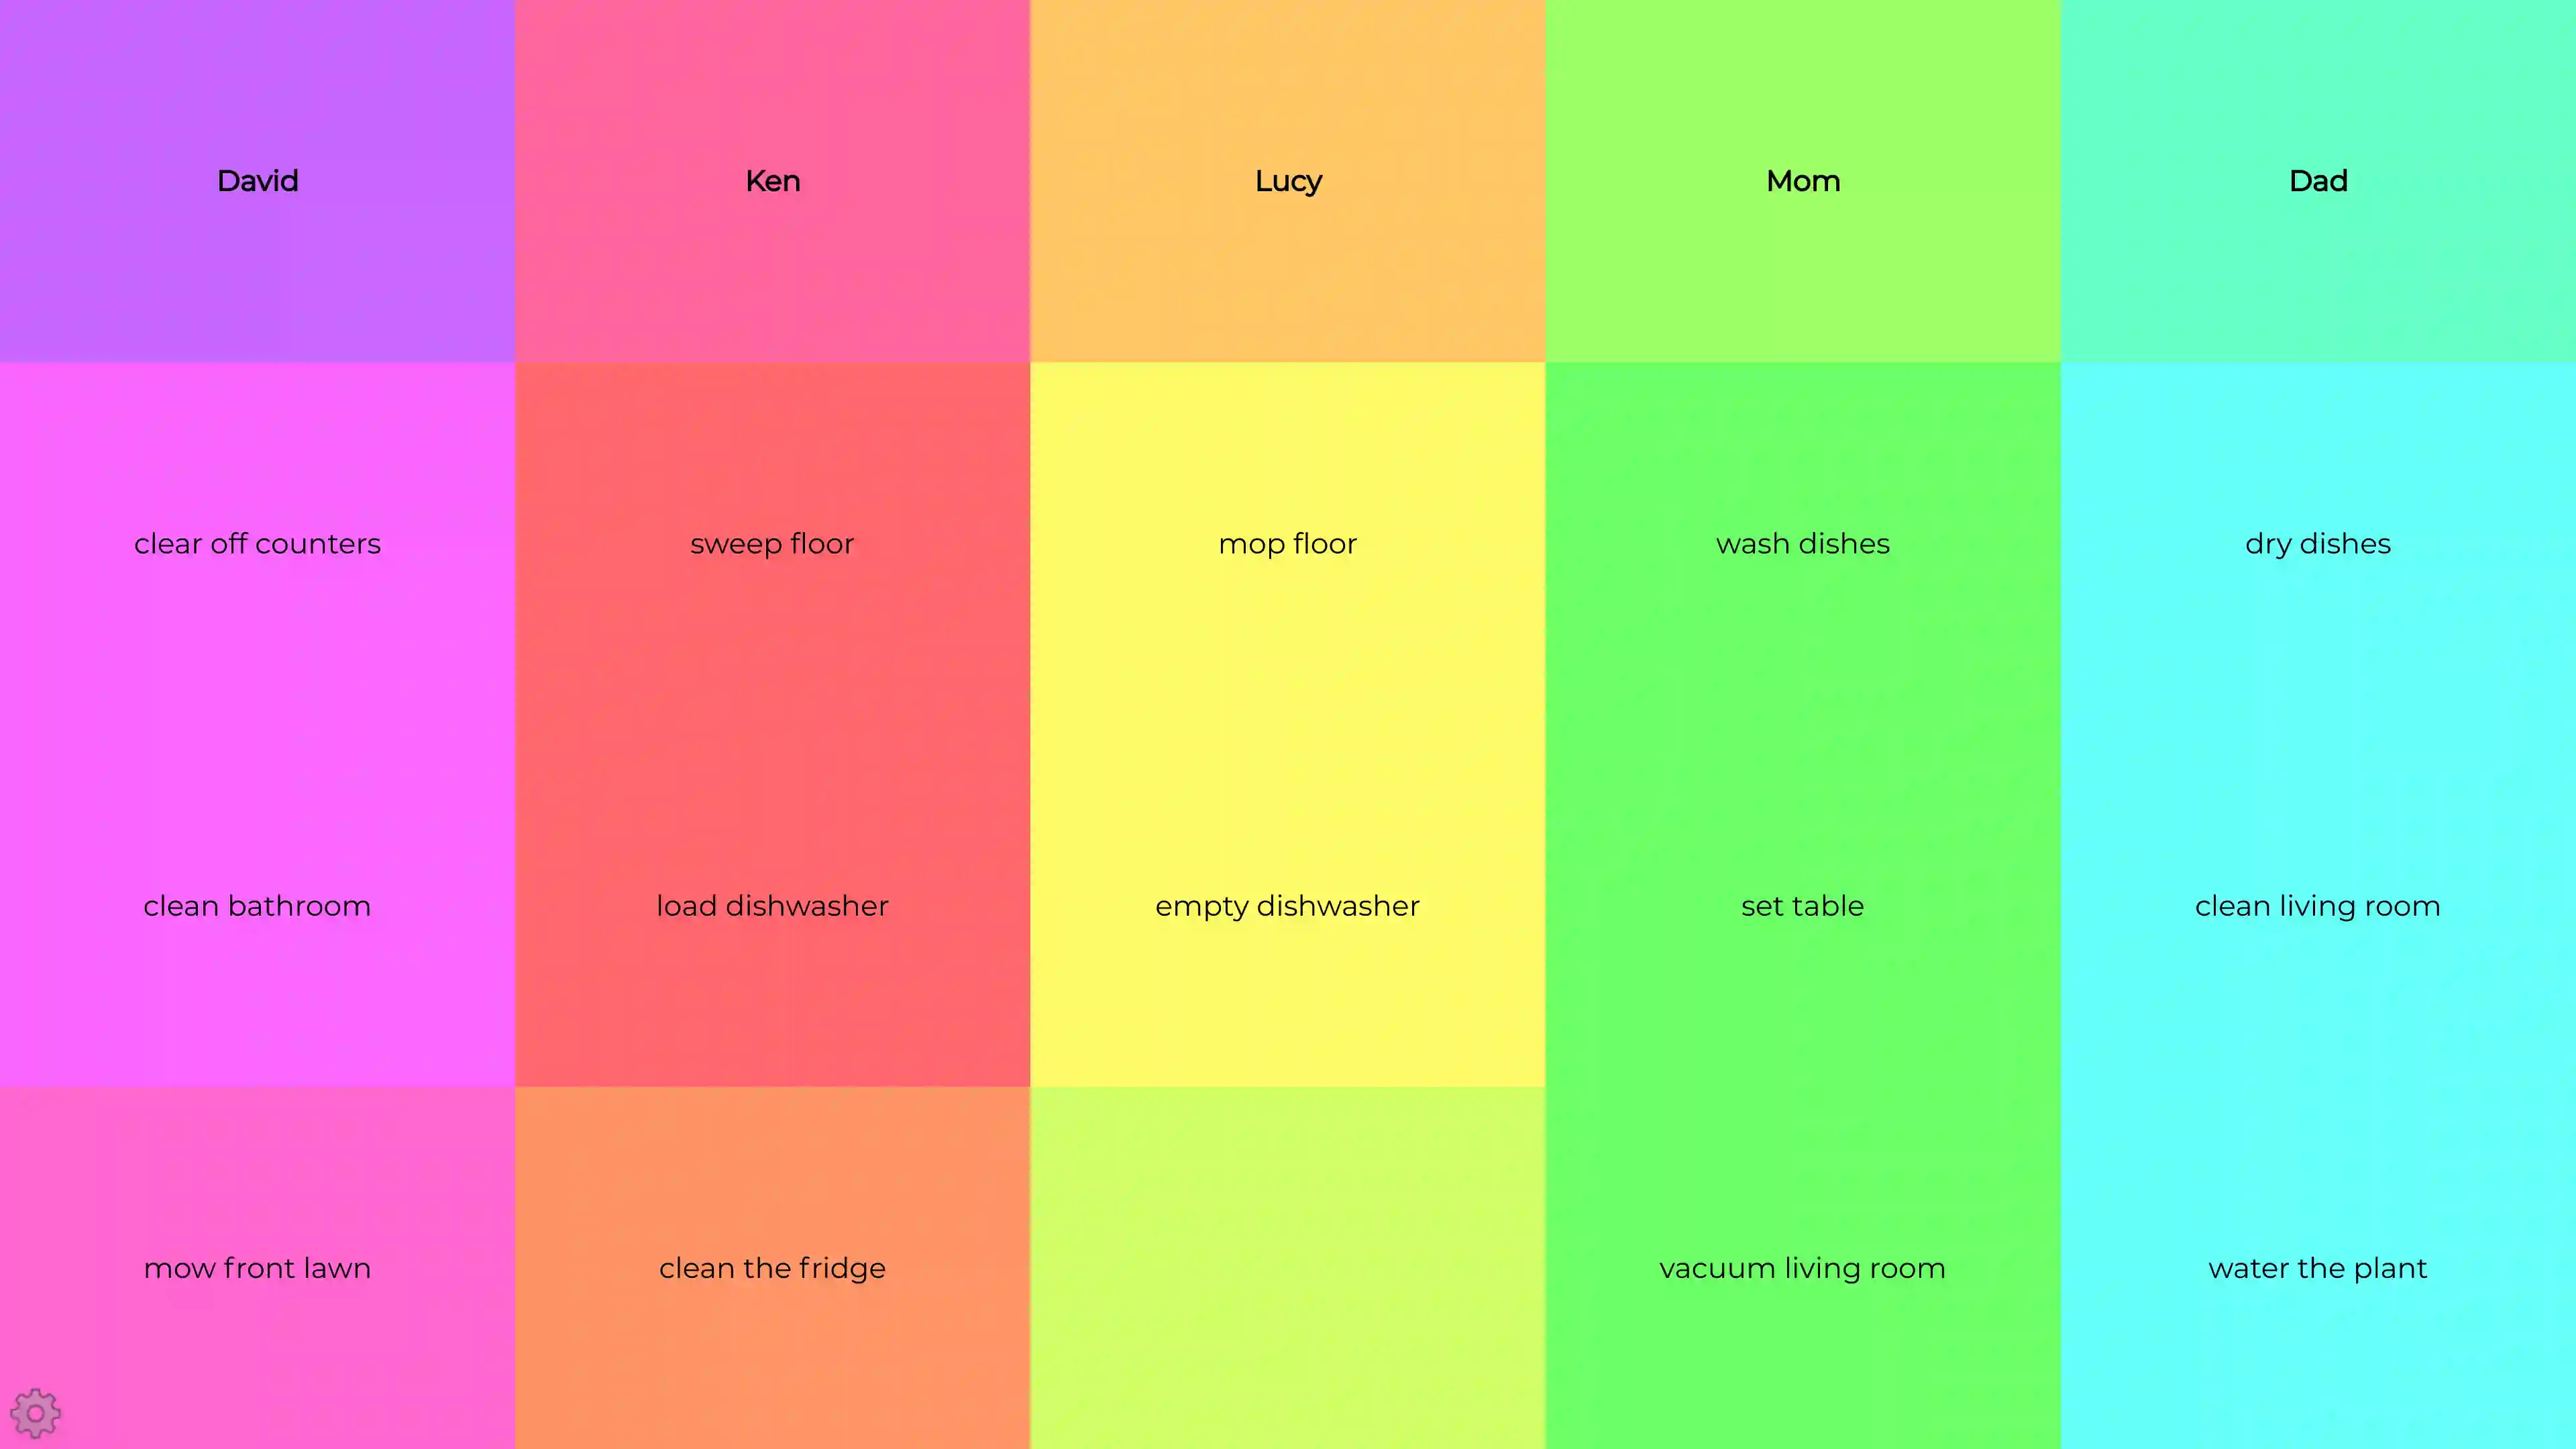 David Ken Lucy Mom Dad
clear off counters sweep floor mop floor wash dishes dry dishes
clean bathroom load dishwasher empty dishwasher set table clean living room
mow front lawn clean the fridge vacuum living room water the plant